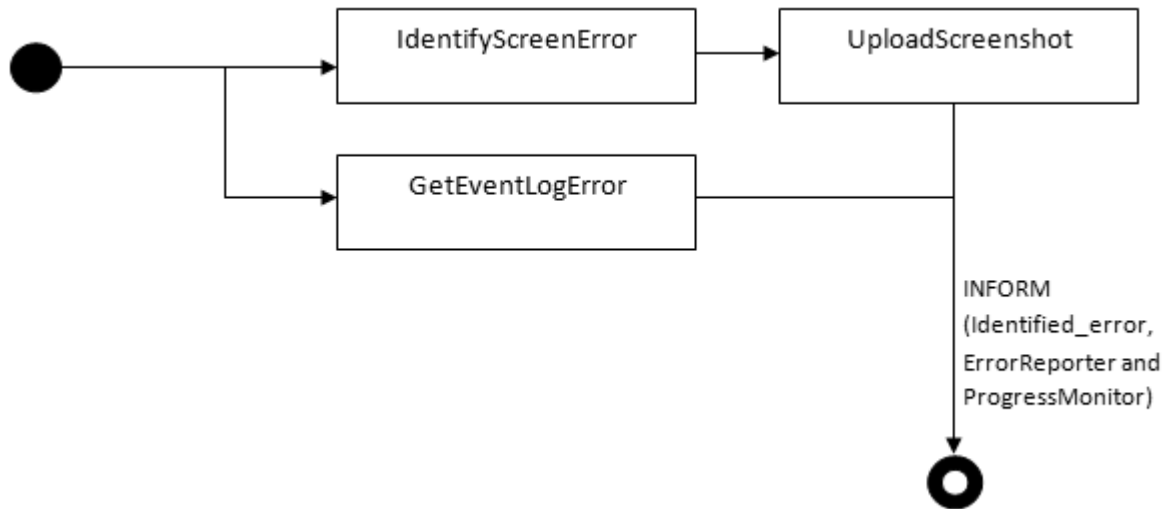 IdentifyScreenError
UploadScreenshot
GetEventLogError
INFORM
(Identified_error,
ErrorReporter and
ProgressMonitor)